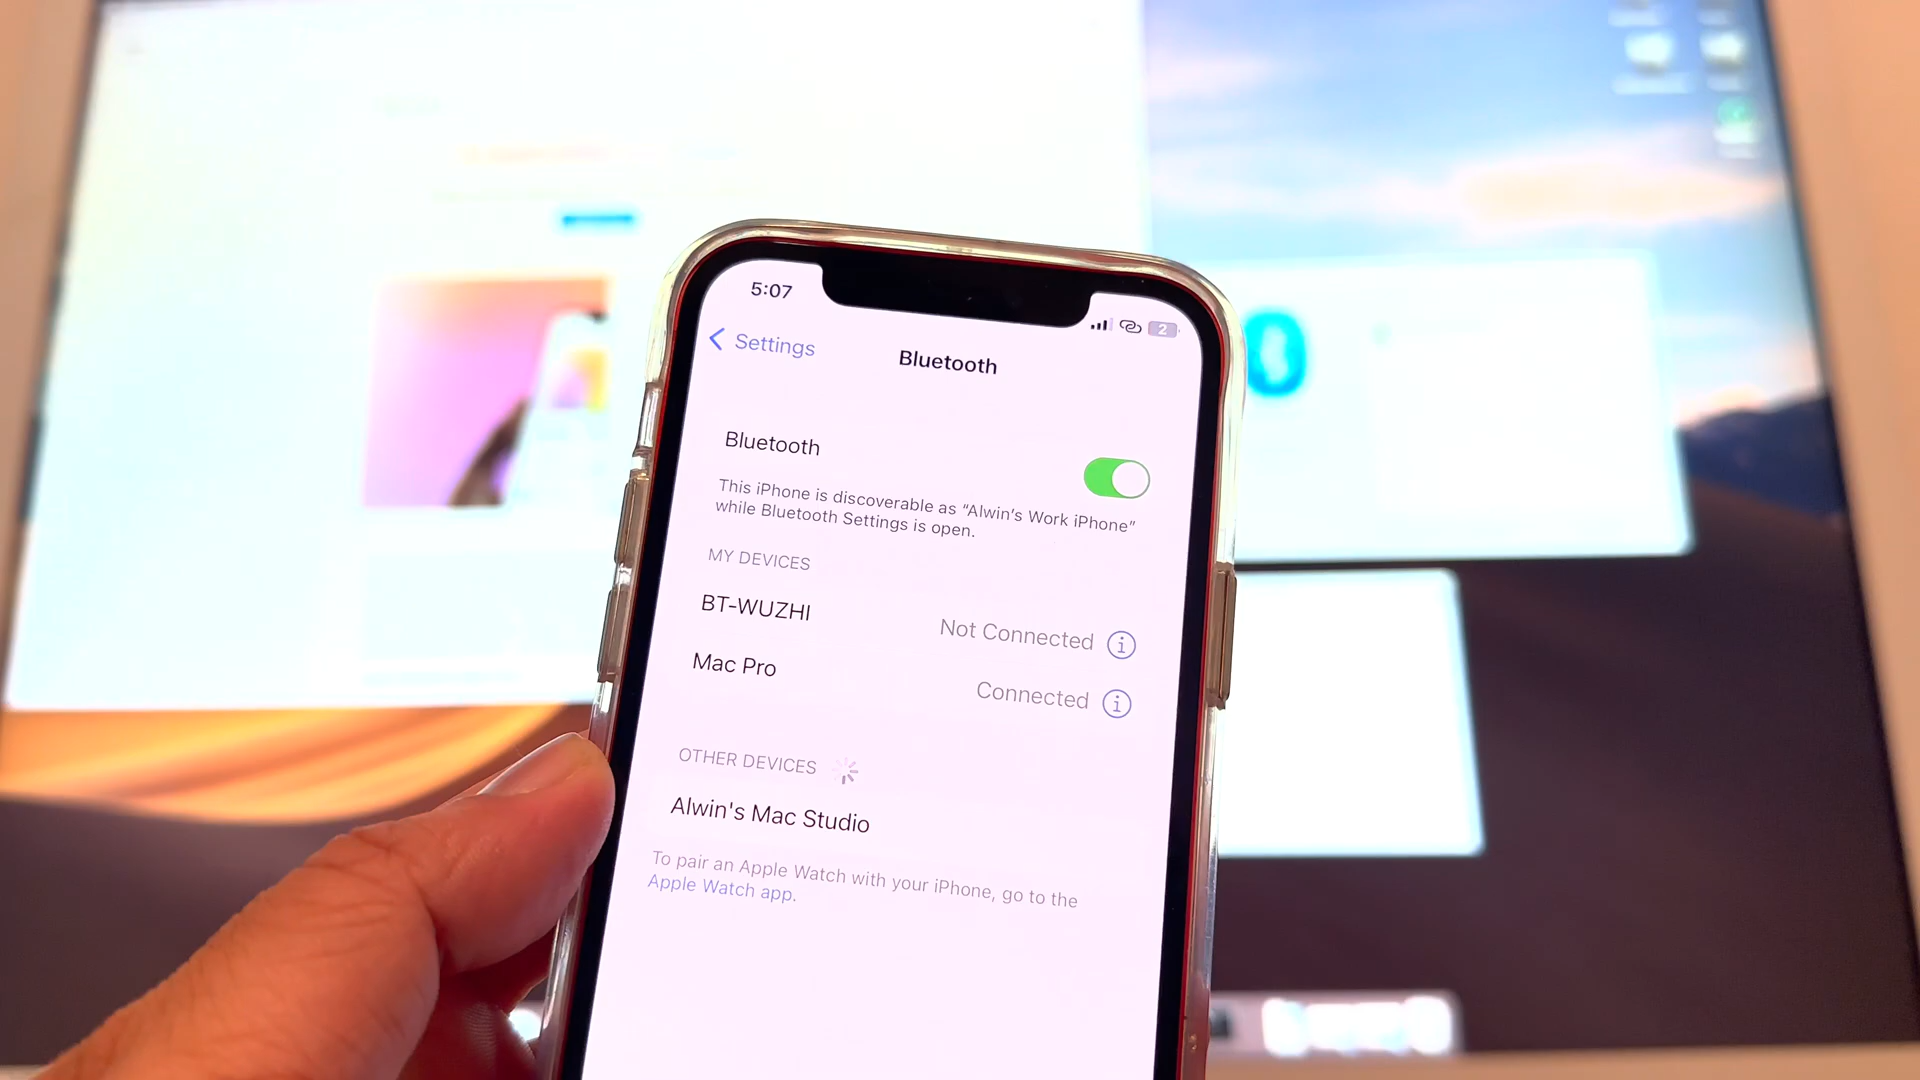 5:07
2
Settings
Bluetooth
Bluetooth
This iPhone is discoverable as “Alwin’s Work iPhone”
while Bluetooth Settings is open.
MY DEVICES
BT-WUZHI
Not Connected
Mac Pro
Connected
OTHER DEVICES
Alwin's Mac Studio
To pair an Apple Watch with your iPhone, go to the
Apple Watch app.